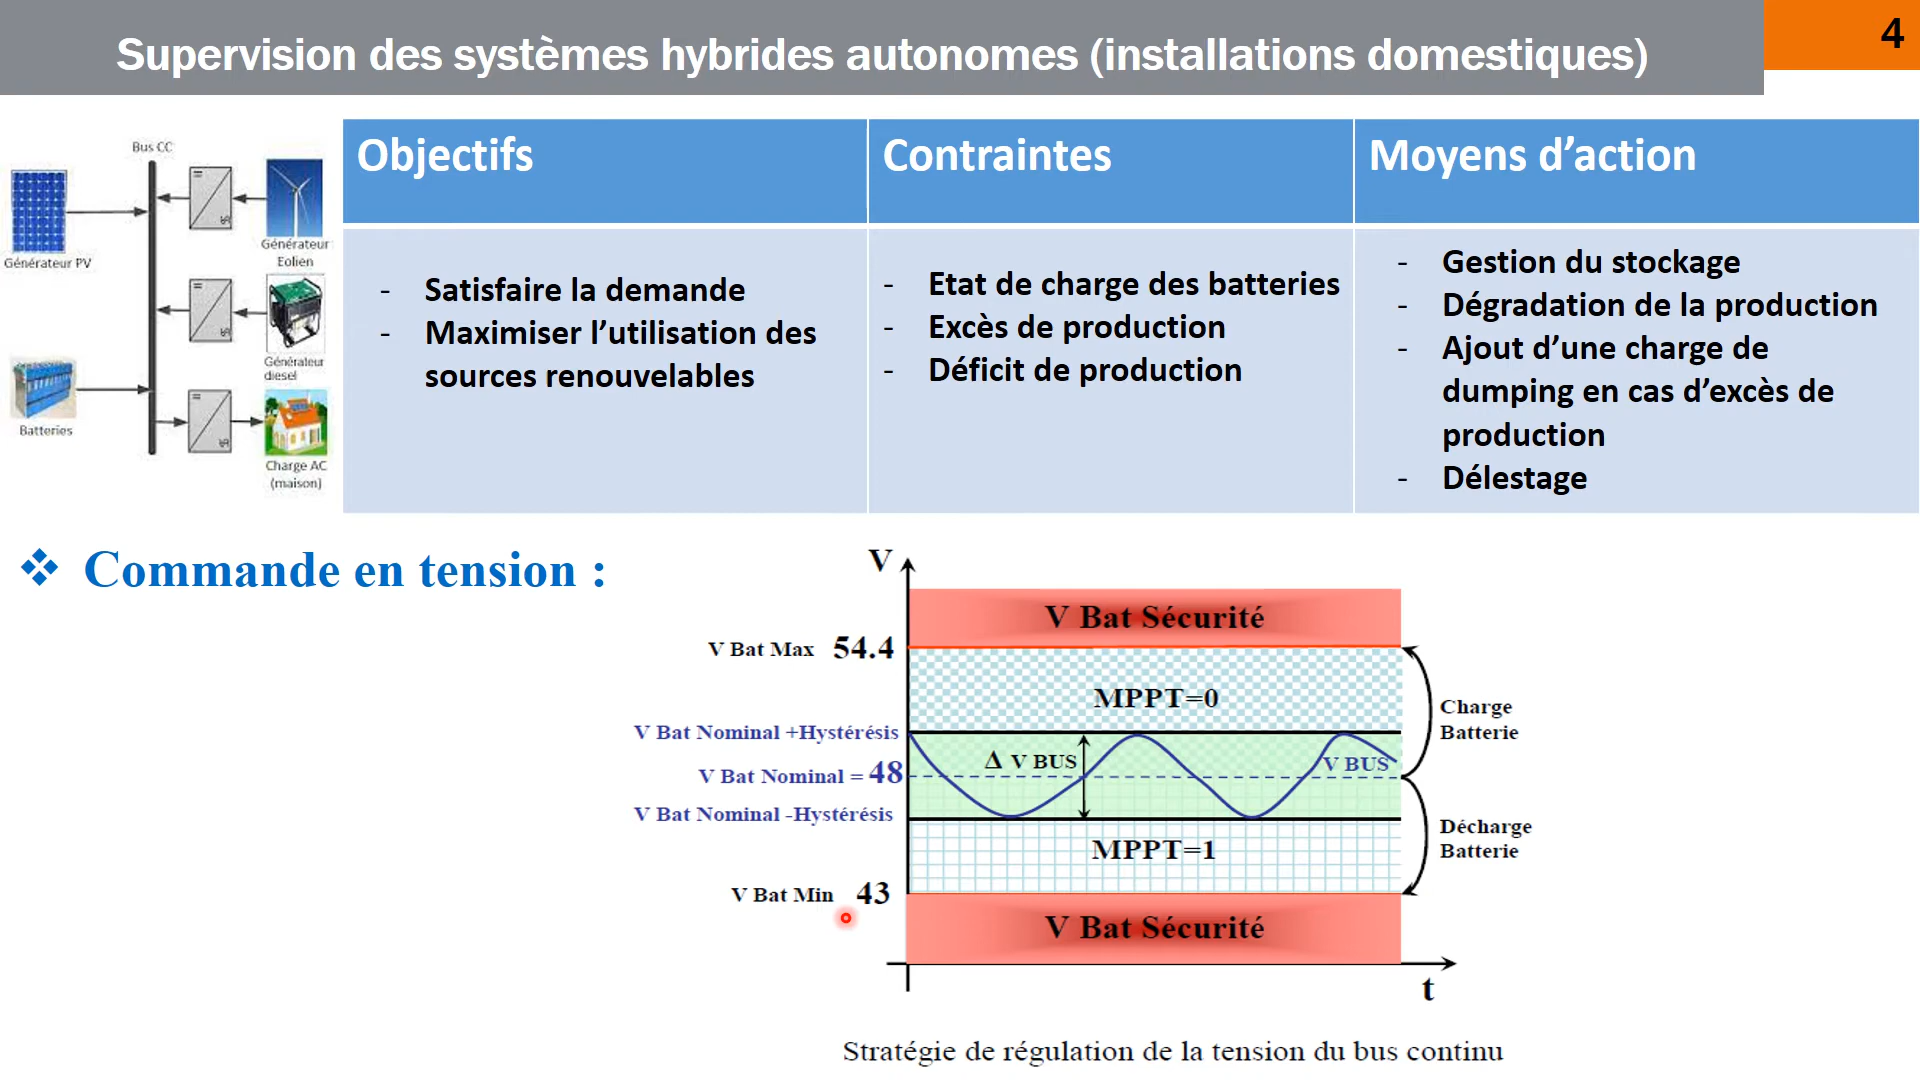 Supervision des systèmes hybrides autonomes (installations domestiques)
4
Bus CC
Générateur PV
Générateur
Eolien
Générateur
diesel
Batteries
Charge AC
(maison)
Objectifs
Contraintes
Moyens d’action
- Satisfaire la demande
- Maximiser l’utilisation des
sources renouvelables
- Etat de charge des batteries
- Excès de production
- Déficit de production
- Gestion du stockage
- Dégradation de la production
- Ajout d’une charge de
dumping en cas d’excès de
production
- Délestage
❖ Commande en tension :
V
V Bat Sécurité
V Bat Max 54.4
MPPT=0
Charge
Batterie
V Bat Nominal +Hystérésis
Δ V BUS
V BUS
V Bat Nominal = 48
V Bat Nominal -Hystérésis
Décharge
Batterie
MPPT=1
V Bat Min 43
V Bat Sécurité
t
Stratégie de régulation de la tension du bus continu